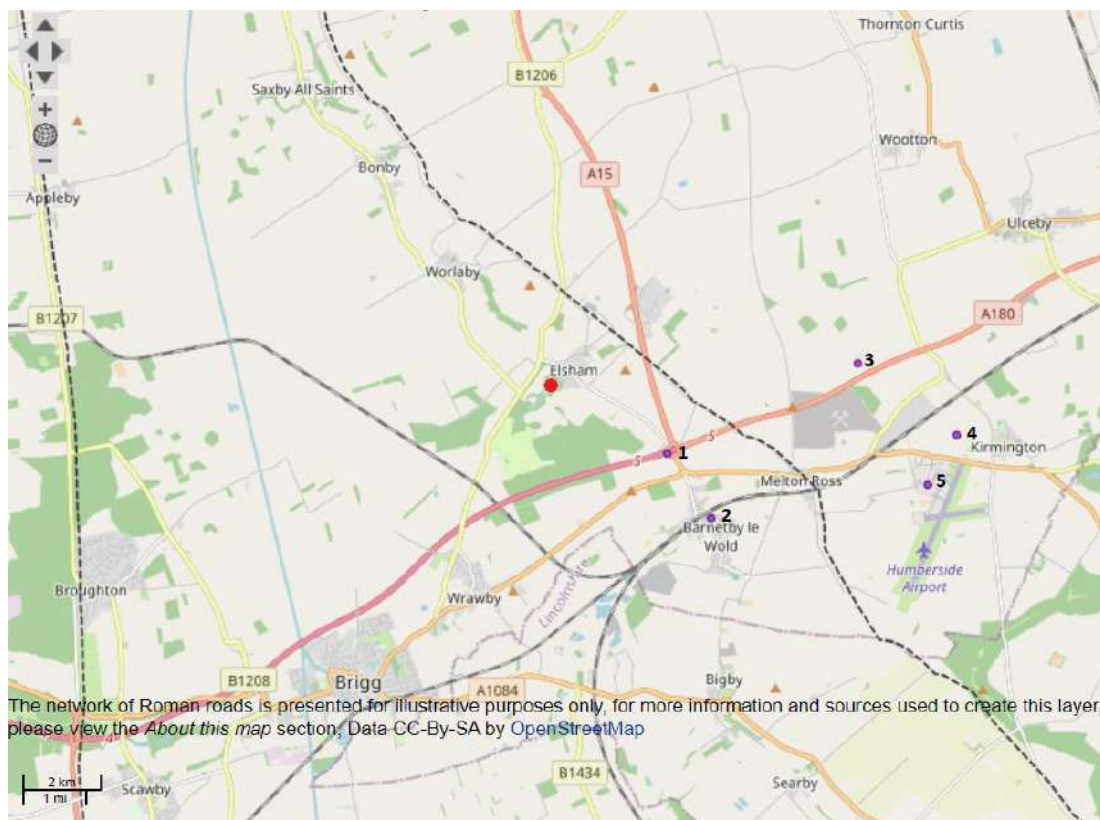 Thornton Curtis
B1206
Saxby All Saints
Wootton
A15
Bonby
Appleby
Ulceby
Worlaby
A180
B1207
Elsham
3
5
4
1
5
Kirmington
Melton Ross
5
2
Barnetby le
Wold
Humberside
Airport
Broughton
Wrawby
Lincolnshire
B1208
Brigg
A1084
Bigby
The network of Roman roads is presented for illustrative purposes only, for more information and sources used to create this layer,
please view the About this map section; Data CC-By-SA by OpenStreetMap
2 km
1 mi
Scawby
B1434
Searby